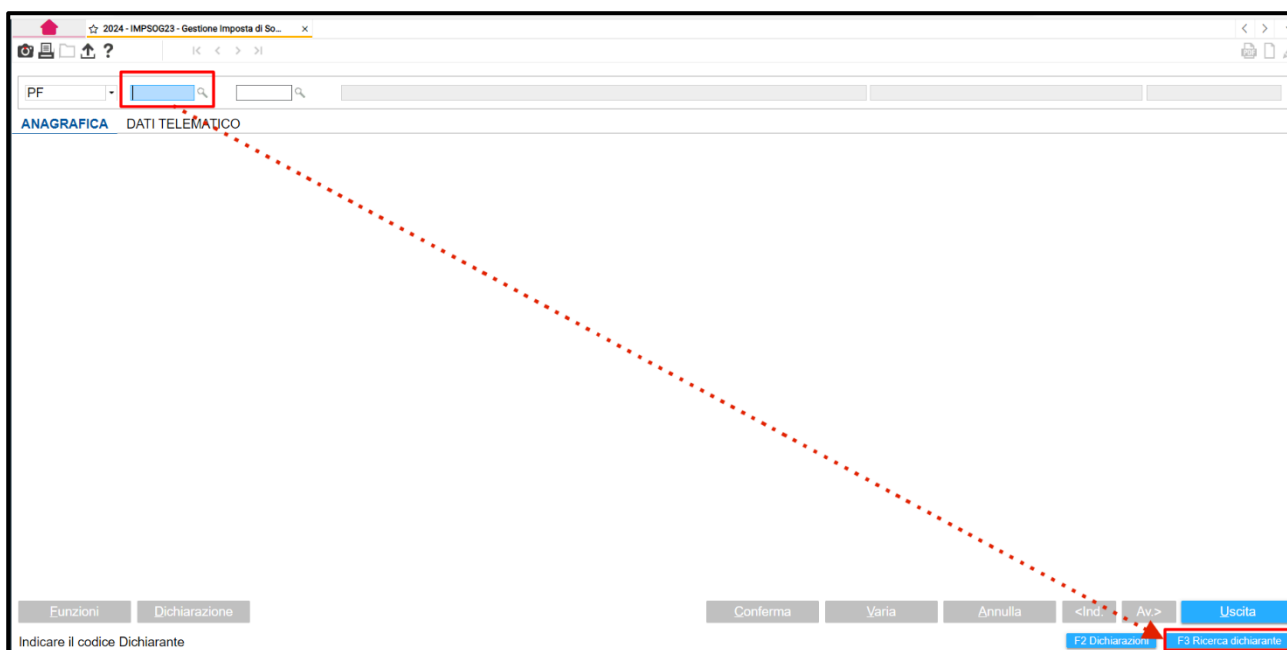 2024 - IMPSOG23 - Gestione Imposta di So... ×
?
PF
ANAGRAFICA DATI TELEMATICO
Funzioni Dichiarazione Conferma Varia Annulla <Ind. Av.> Uscita
Indicare il codice Dichiarante F2 Dichiarazioni F3 Ricerca dichiarante